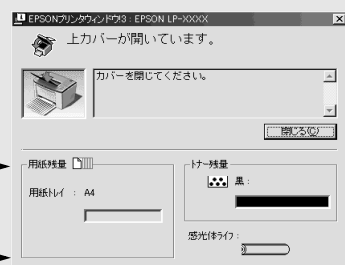 EPSONプリンタウィンドウ!3 : EPSON LP-XXXX
上カバーが開いています。
カバーを閉じてください。
閉じる(C)
用紙残量
用紙トレイ : A4
トナー残量
黒 :
感光体ライフ :